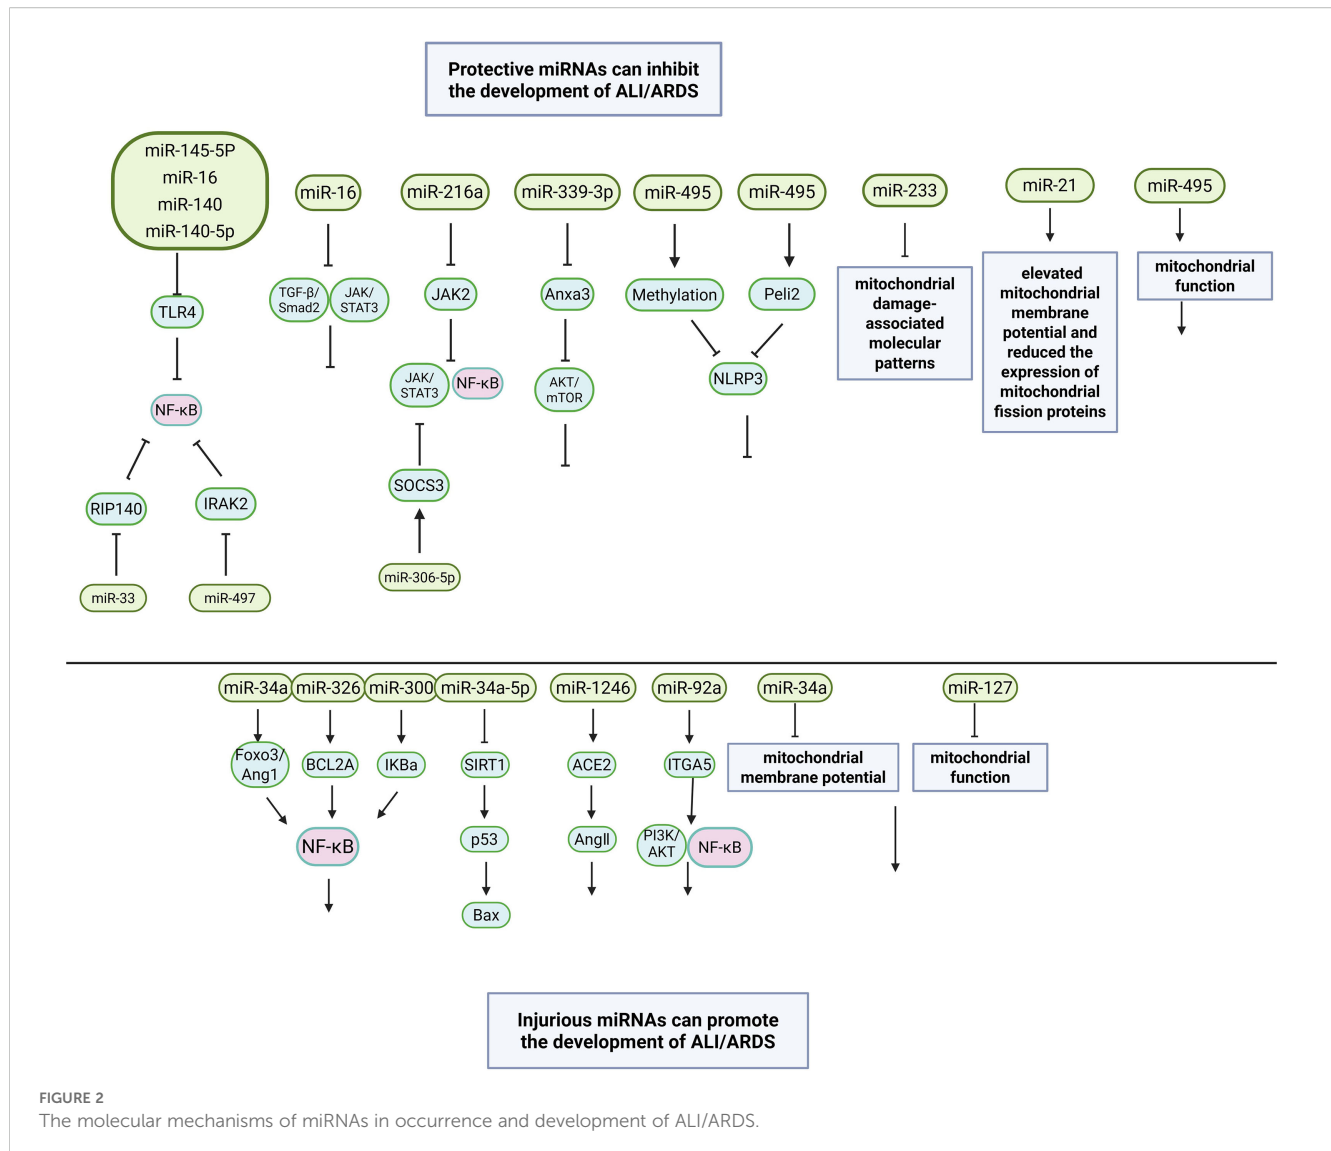 Protective miRNAs can inhibit
the development of ALI/ARDS
miR-145-5P
miR-16
miR-140
miR-140-5p
miR-16
miR-216a
miR-339-3p
miR-495
miR-495
miR-233
miR-21
miR-495
TLR4
TGF-β/
Smad2
JAK/
STAT3
JAK2
Anxa3
Methylation
Peli2
mitochondrial
damage-
associated
molecular
patterns
elevated
mitochondrial
membrane
potential and
reduced the
expression of
mitochondrial
fission proteins
mitochondrial
function
NF-κB
JAK/
STAT3
NF-κB
AKT/
mTOR
NLRP3
RIP140
IRAK2
SOCS3
miR-33
miR-497
miR-306-5p
miR-34a
miR-326
miR-300
miR-34a-5p
miR-1246
miR-92a
miR-34a
miR-127
Foxo3/
Ang1
BCL2A
IKBa
SIRT1
ACE2
ITGA5
mitochondrial
membrane potential
mitochondrial
function
NF-κB
p53
AngII
PI3K/
AKT
NF-κB
Bax
Injurious miRNAs can promote
the development of ALI/ARDS
FIGURE 2
The molecular mechanisms of miRNAs in occurrence and development of ALI/ARDS.